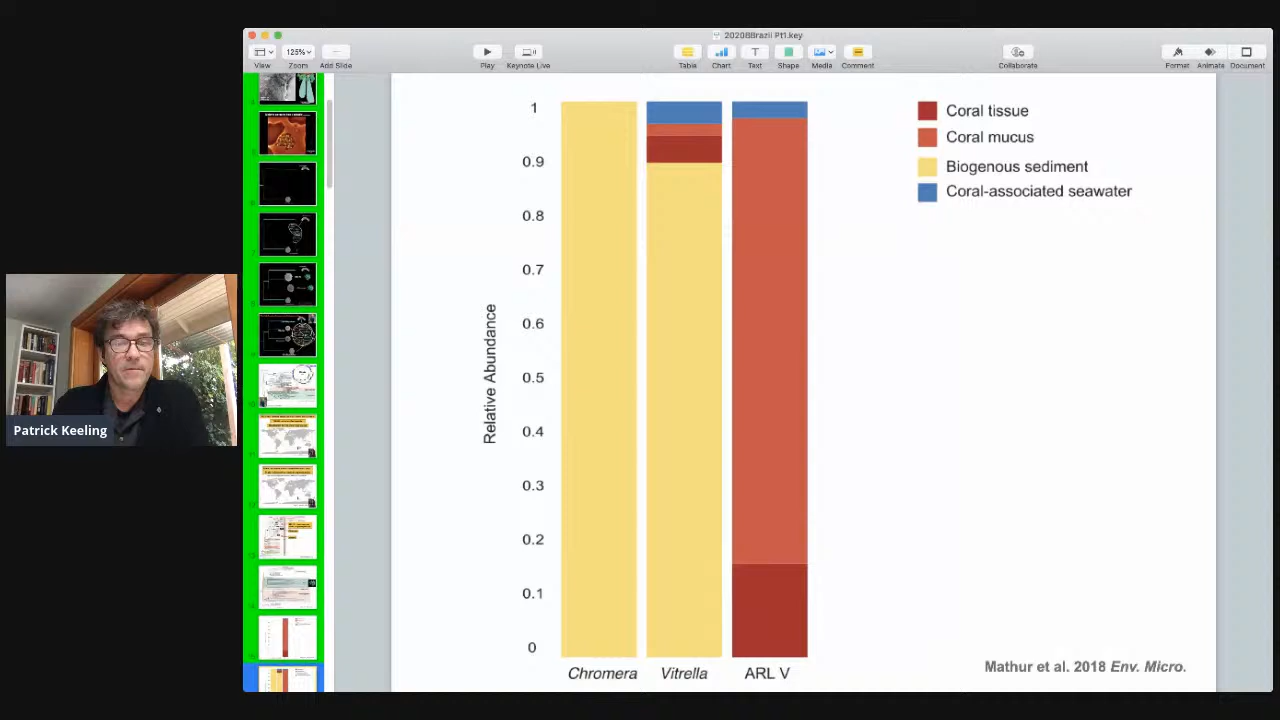 202088razil Pt1.key
125%
View
Zoom
Add Slide
Play
Keynote Live
Table
Chart
Text
Shape
Media
Comment
Collaborate
Format
Animate
Document
Patrick Keeling
1
0.9
0.8
0.7
0.6
0.5
0.4
0.3
0.2
0.1
0
Relative Abundance
Chromera
Vitrella
ARL V
Coral tissue
Coral mucus
Biogenous sediment
Coral-associated seawater
Mathur et al. 2018 Env. Micro.